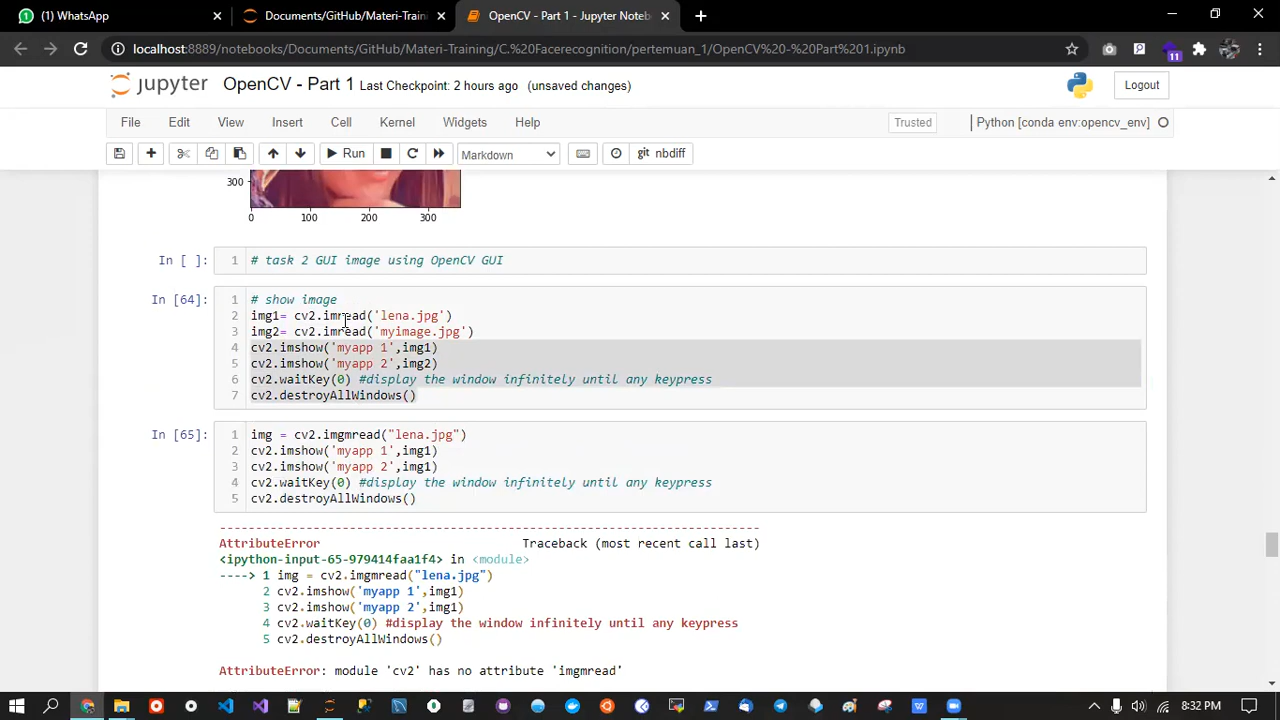 (1) WhatsApp
Documents/GitHub/Materi-Traini
OpenCV - Part 1 - Jupyter Noteb
localhost:8889/notebooks/Documents/GitHub/Materi-Training/C.%20Facerecognition/pertemuan_1/OpenCV%20-%20Part%201.ipynb
11
jupyter OpenCV - Part 1 Last Checkpoint: 2 hours ago (unsaved changes)
Logout
File Edit View Insert Cell Kernel Widgets Help
Trusted
Python [conda env:opencv_env]
Run
Markdown
git nbdiff
300
0 100 200 300
In [ ]: 1 # task 2 GUI image using OpenCV GUI
In [64]: 1 # show image
2 img1= cv2.imread('lena.jpg')
3 img2= cv2.imread('myimage.jpg')
4 cv2.imshow('myapp 1',img1)
5 cv2.imshow('myapp 2',img2)
6 cv2.waitKey(0) #display the window infinitely until any keypress
7 cv2.destroyAllWindows()
In [65]: 1 img = cv2.imgmread("lena.jpg")
2 cv2.imshow('myapp 1',img1)
3 cv2.imshow('myapp 2',img1)
4 cv2.waitKey(0) #display the window infinitely until any keypress
5 cv2.destroyAllWindows()
---------------------------------------------------------------------------
AttributeError Traceback (most recent call last)
<ipython-input-65-979414faa1f4> in <module>
----> 1 img = cv2.imgmread("lena.jpg")
2 cv2.imshow('myapp 1',img1)
3 cv2.imshow('myapp 2',img1)
4 cv2.waitKey(0) #display the window infinitely until any keypress
5 cv2.destroyAllWindows()
AttributeError: module 'cv2' has no attribute 'imgmread'
8:32 PM